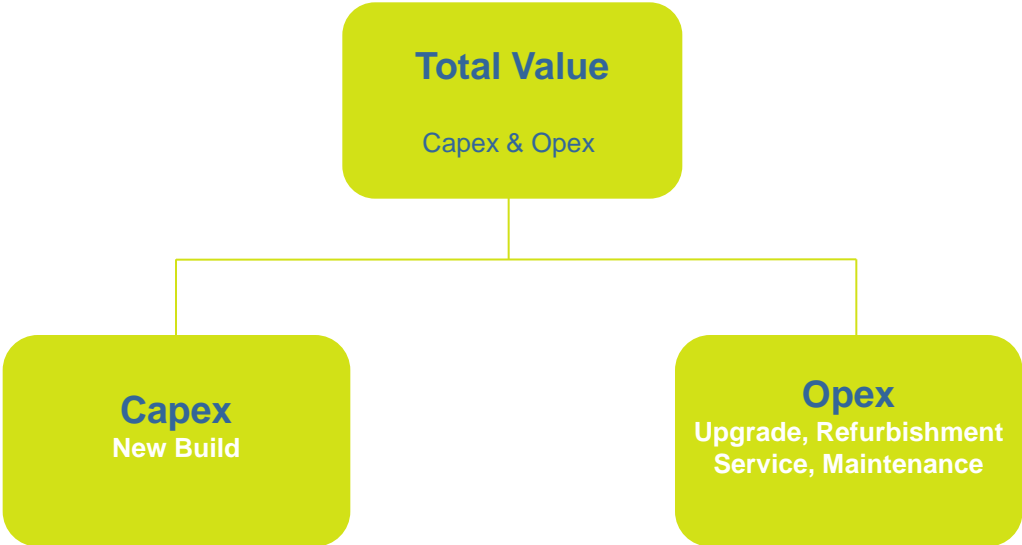 Total Value
Capex & Opex
Capex
New Build
Opex
Upgrade, Refurbishment
Service, Maintenance